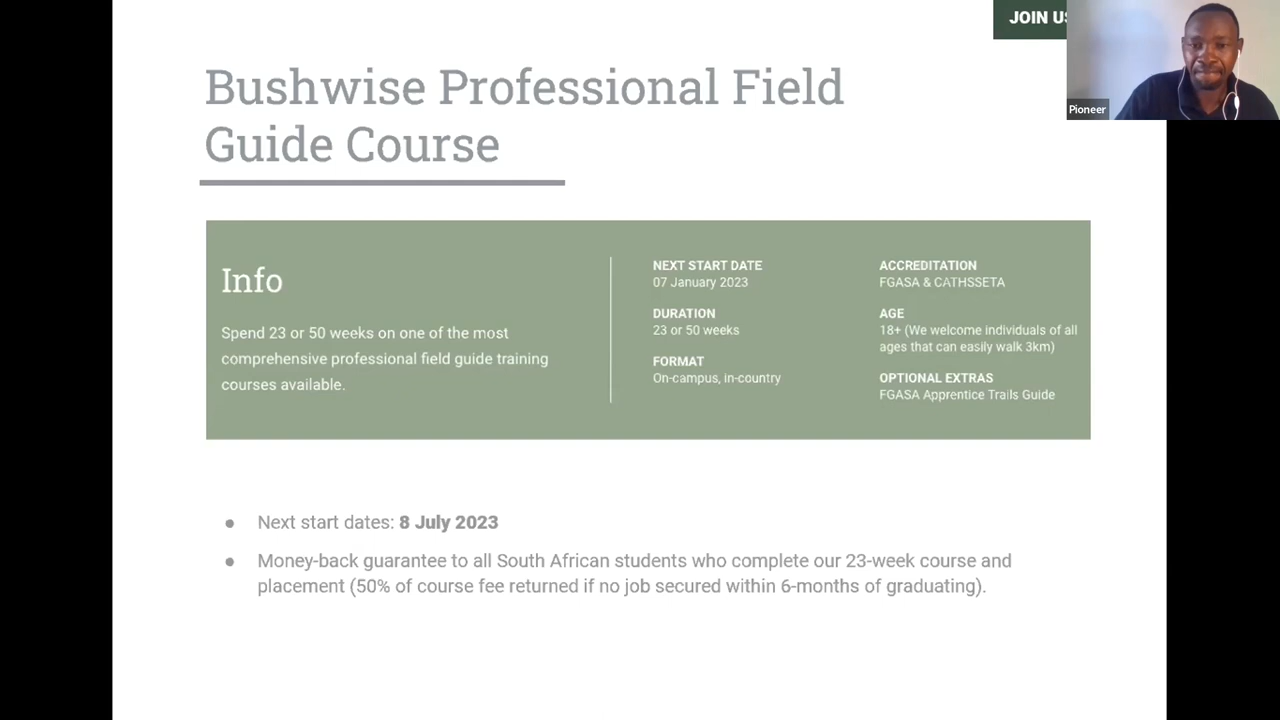 JOIN US
Pioneer
Bushwise Professional Field
Guide Course
Info
Spend 23 or 50 weeks on one of the most
comprehensive professional field guide training
courses available.
NEXT START DATE
07 January 2023
DURATION
23 or 50 weeks
FORMAT
On-campus, in-country
ACCREDITATION
FGASA & CATHSSETA
AGE
18+ (We welcome individuals of all
ages that can easily walk 3km)
OPTIONAL EXTRAS
FGASA Apprentice Trails Guide
● Next start dates: 8 July 2023
● Money-back guarantee to all South African students who complete our 23-week course and
placement (50% of course fee returned if no job secured within 6-months of graduating).